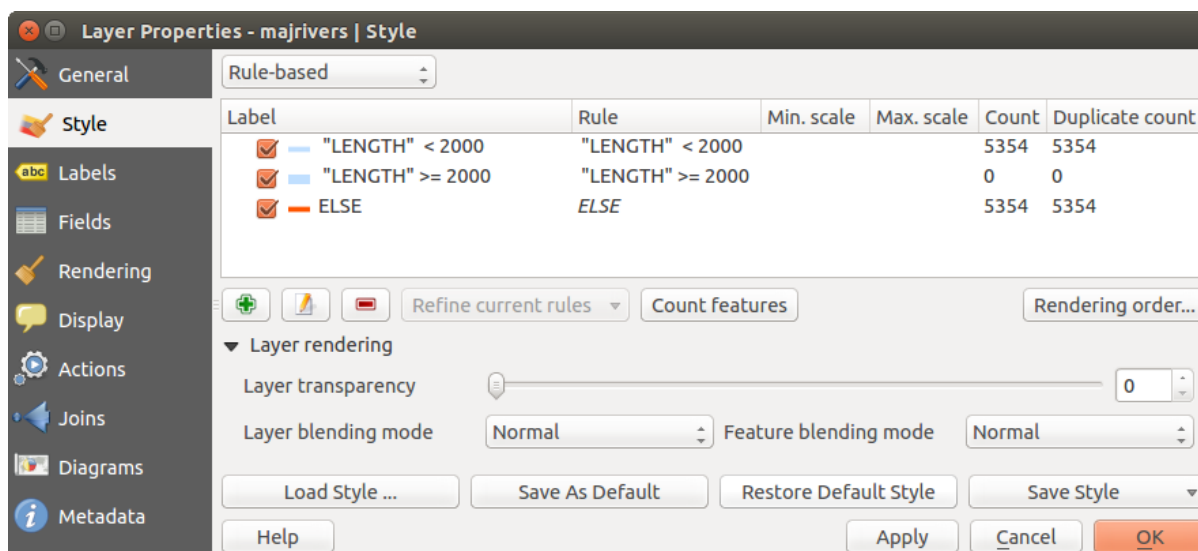 Layer Properties - majrivers | Style
General
Style
abc Labels
Fields
Rendering
Display
Actions
Joins
Diagrams
Metadata
Rule-based
Label Rule Min. scale Max. scale Count Duplicate count
"LENGTH" < 2000 "LENGTH" < 2000 5354 5354
"LENGTH" >= 2000 "LENGTH" >= 2000 0 0
ELSE ELSE 5354 5354
Refine current rules Count features Rendering order...
Layer rendering
Layer transparency 0
Layer blending mode Normal Feature blending mode Normal
Load Style ... Save As Default Restore Default Style Save Style
Help Apply Cancel OK